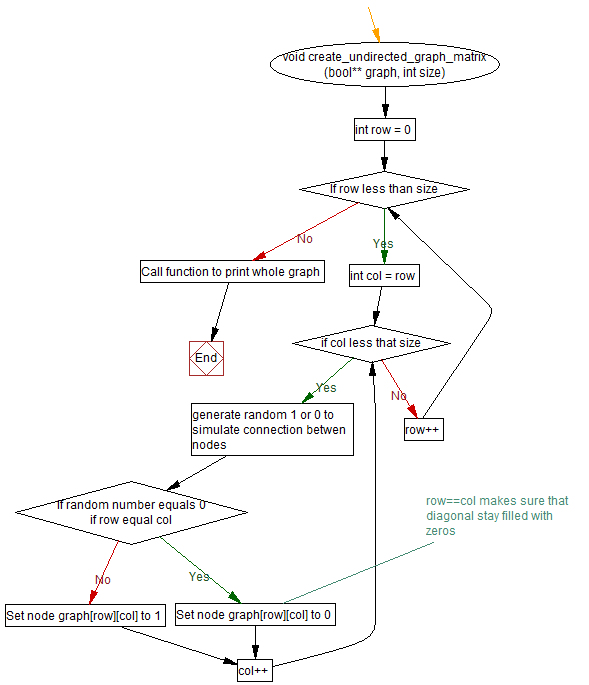 void create_undirected_graph_matrix
(bool** graph, int size)
int row = 0
If row less than size
No
Yes
Call function to print whole graph
int col = row
if col less that size
End
Yes
No
generate random 1 or 0 to
simulate connection betwen
nodes
row++
If random number equals 0
if row equal col
row==col makes sure that
diagonal stay filled with
zeros
No
Yes
Set node graph[row][col] to 1
Set node graph[row][col] to 0
col++